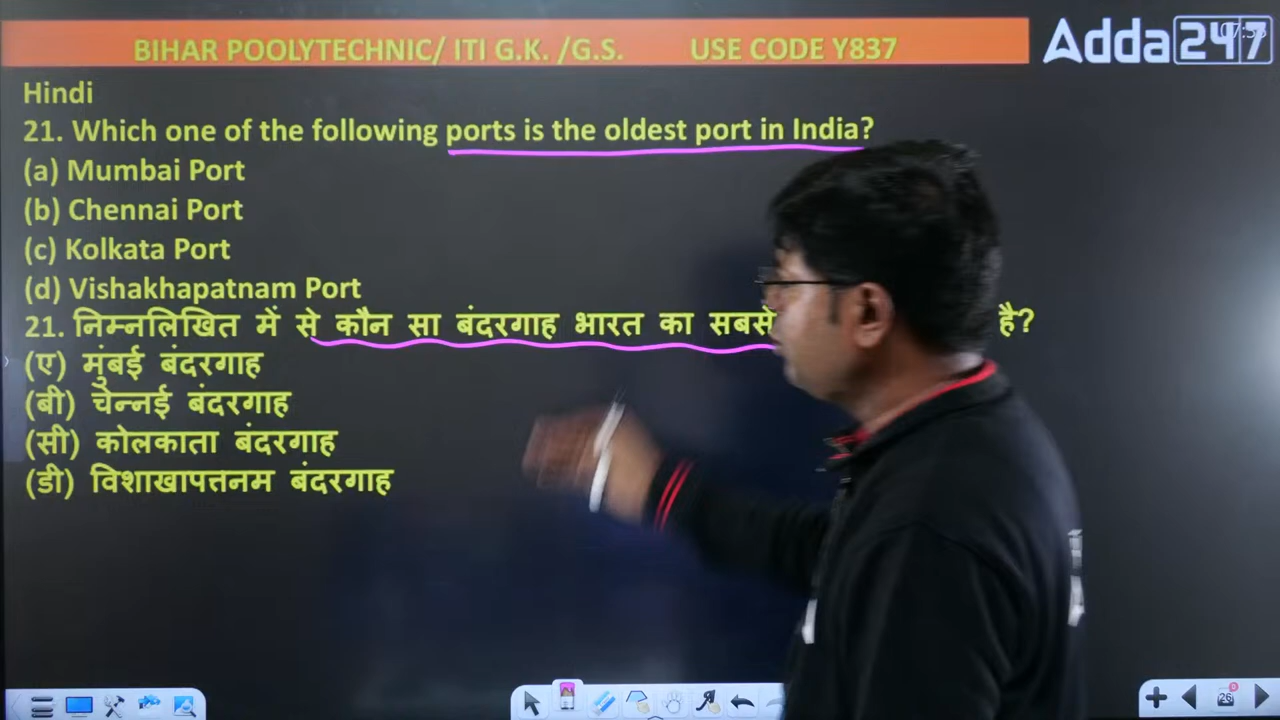 BIHAR POOLYTECHNIC/ ITI G.K. /G.S. USE CODE Y837
Adda247
Hindi
21. Which one of the following ports is the oldest port in India?
(a) Mumbai Port
(b) Chennai Port
(c) Kolkata Port
(d) Vishakhapatnam Port
21. निम्नलिखित में से कौन सा बंदरगाह भारत का सबसे है?
(ए) मुंबई बंदरगाह
(बी) चेन्नई बंदरगाह
(सी) कोलकाता बंदरगाह
(डी) विशाखापत्तनम बंदरगाह
26